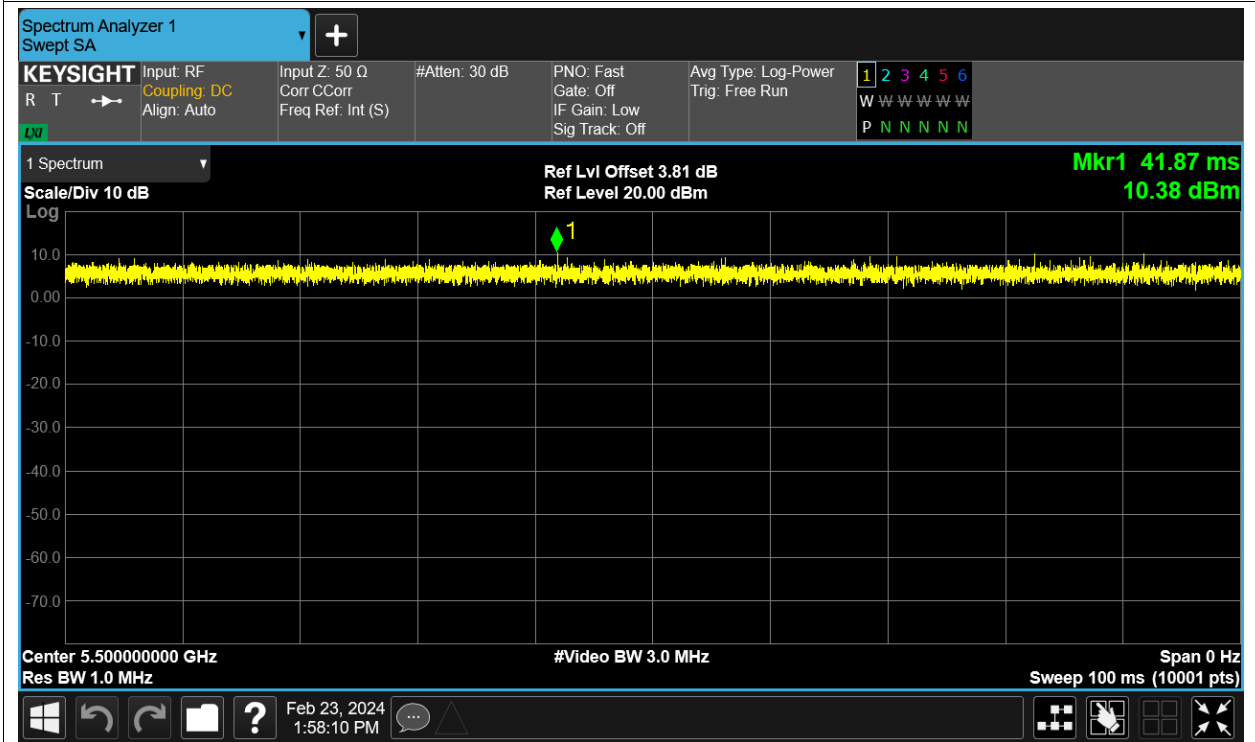 Spectrum Analyzer 1
Swept SA
KEYSIGHT
R T
LXI
Input: RF
Coupling: DC
Align: Auto
Input Z: 50 Ω
Corr CCorr
Freq Ref: Int (S)
#Atten: 30 dB
PNO: Fast
Gate: Off
IF Gain: Low
Sig Track: Off
Avg Type: Log-Power
Trig: Free Run
1 2 3 4 5 6
W W W W W W
P N N N N N
1 Spectrum
Scale/Div 10 dB
Log
Ref Lvl Offset 3.81 dB
Ref Level 20.00 dBm
Mkr1 41.87 ms
10.38 dBm
1
10.0
0.00
-10.0
-20.0
-30.0
-40.0
-50.0
-60.0
-70.0
Center 5.500000000 GHz
Res BW 1.0 MHz
#Video BW 3.0 MHz
Span 0 Hz
Sweep 100 ms (10001 pts)
?
Feb 23, 2024
1:58:10 PM